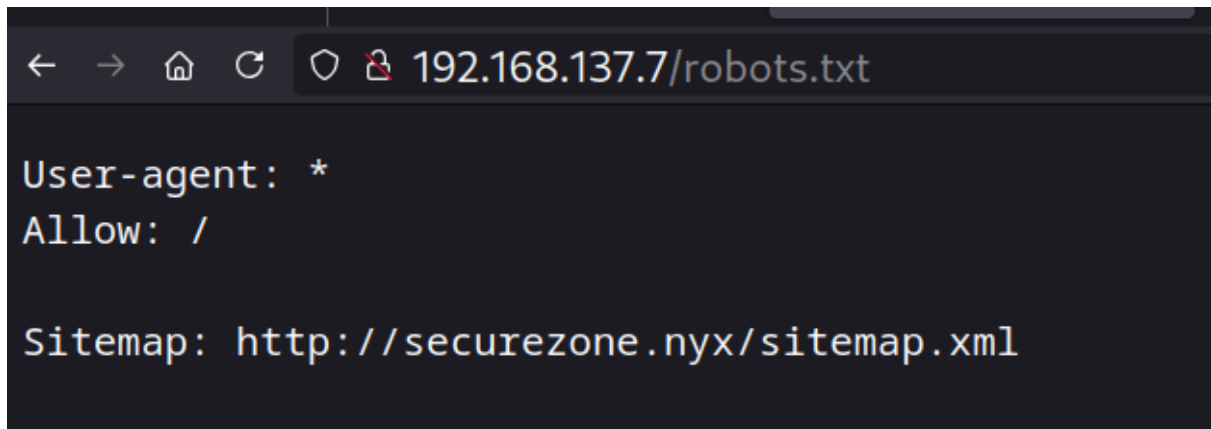 192.168.137.7/robots.txt
User-agent: *
Allow: /
Sitemap: http://securezone.nyx/sitemap.xml